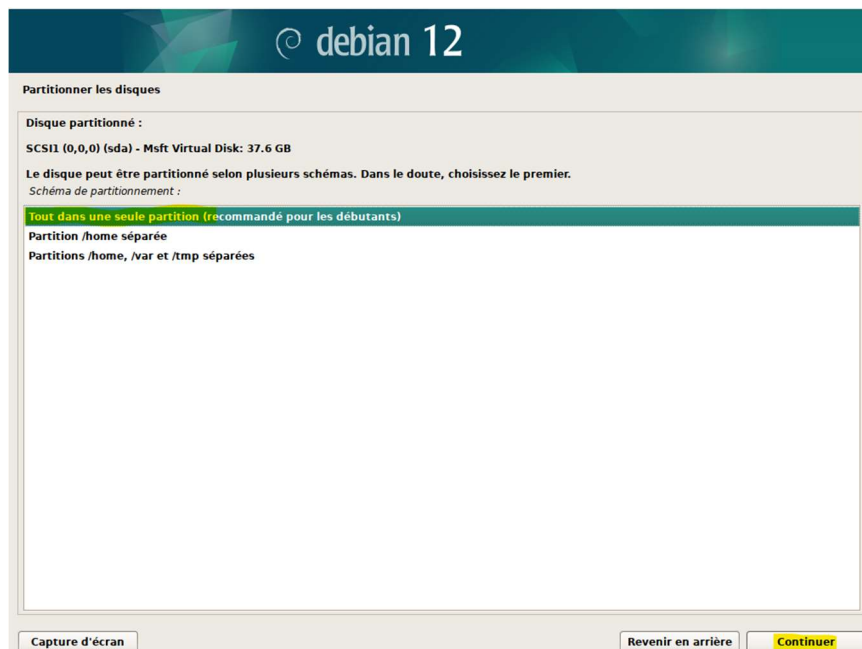 debian 12
Partitionner les disques
Disque partitionné :
SCSI1 (0,0,0) (sda) - Msft Virtual Disk: 37.6 GB
Le disque peut être partitionné selon plusieurs schémas. Dans le doute, choisissez le premier.
Schéma de partitionnement :
Tout dans une seule partition (recommandé pour les débutants)
Partition /home séparée
Partitions /home, /var et /tmp séparées
Capture d'écran
Revenir en arrière
Continuer